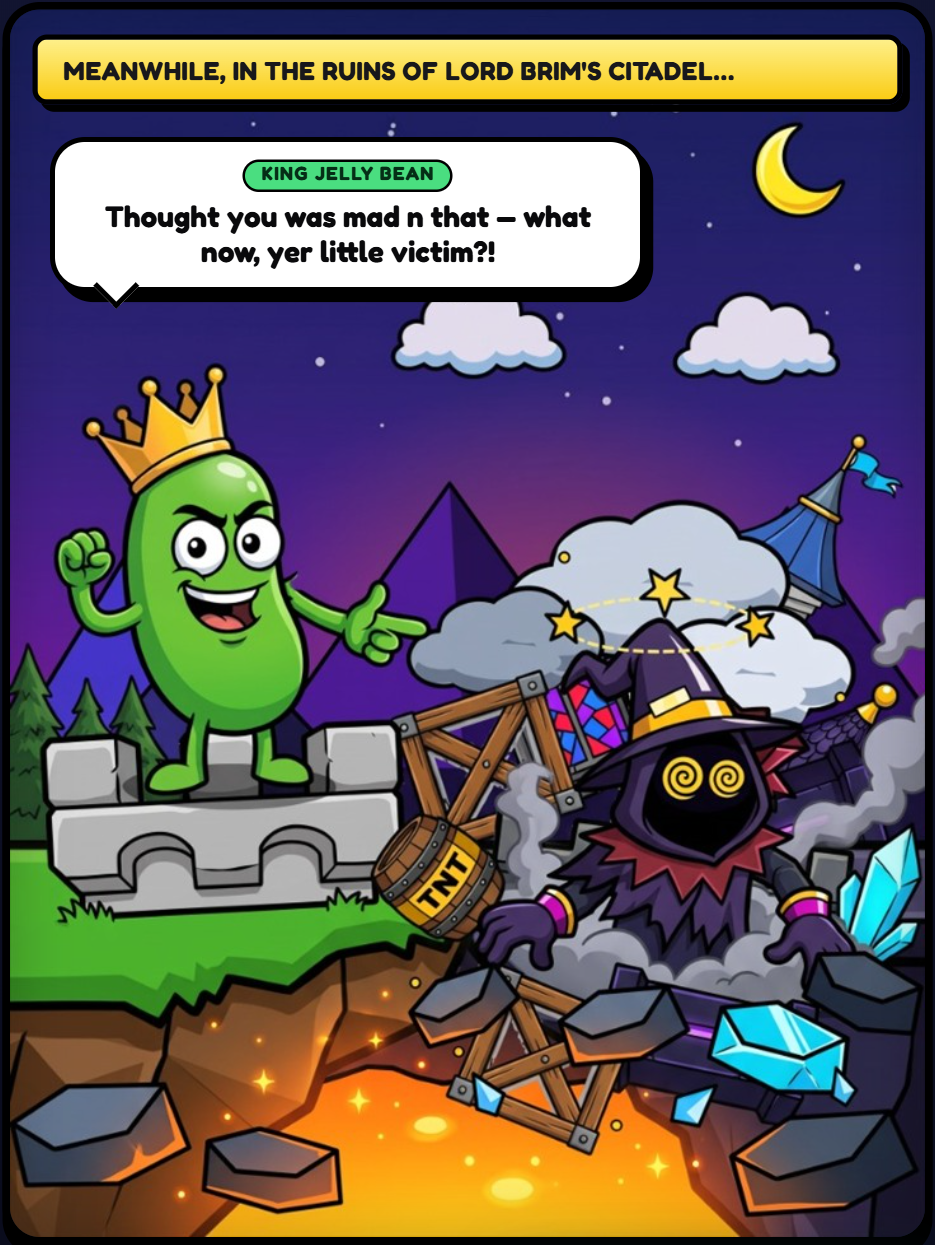 MEANWHILE, IN THE RUINS OF LORD BRIM'S CITADEL...
KING JELLY BEAN
Thought you was mad n that — what
now, yer little victim?!
TNT